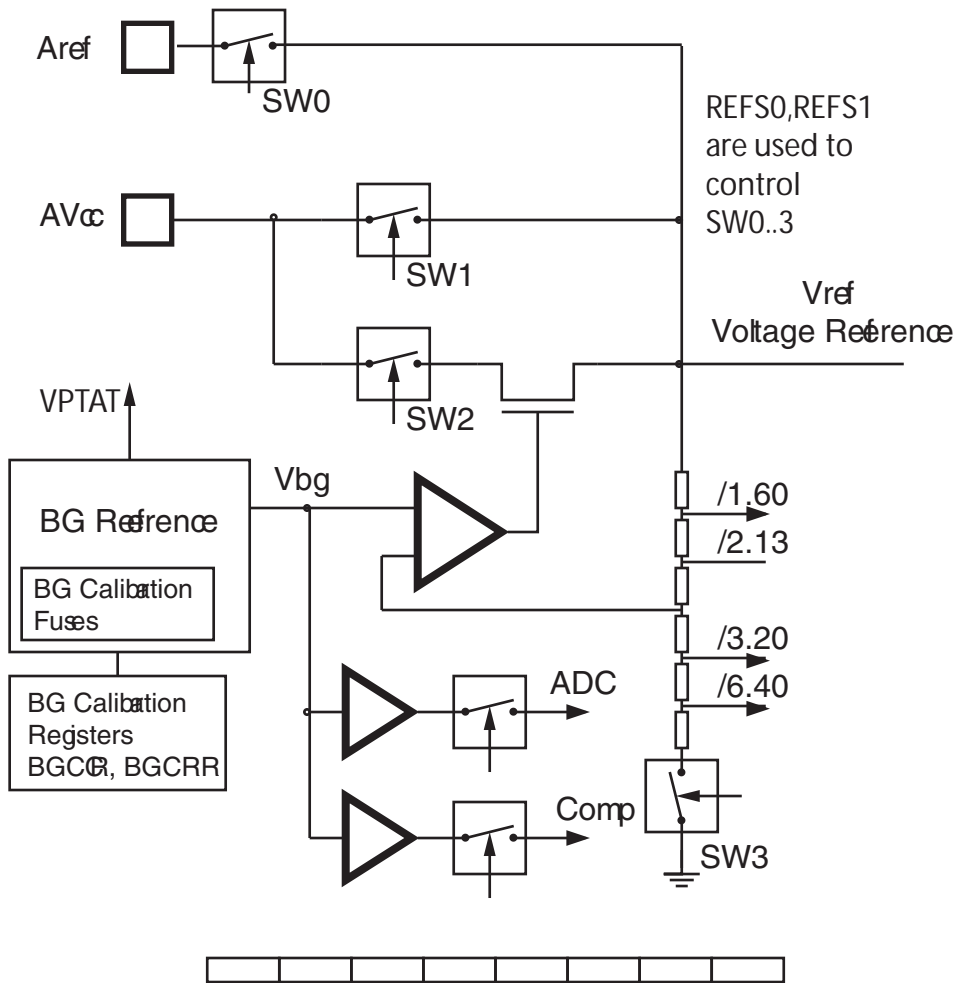 Aref
SW0
REFS0,REFS1
are used to
control
SW0..3
AVcc
SW1
Vref
Voltage Reference
SW2
VPTAT
Vbg
BG Reference
BG Calibration
Fuses
/1.60
/2.13
/3.20
/6.40
ADC
BG Calibration
Registers
BGCCR, BGCRR
Comp
SW3